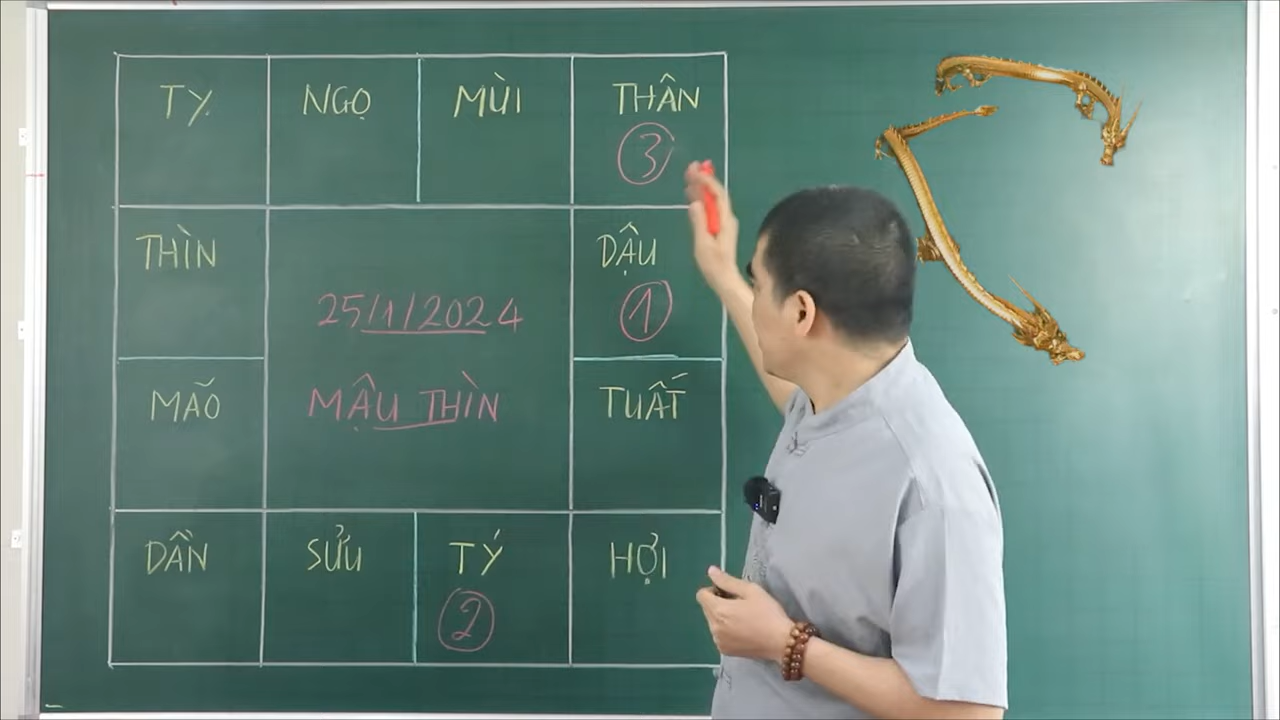 TỴ
NGỌ
MÙI
THÂN
3
THÌN
DẬU
1
25/1/2024
MÃO
MẬU THÌN
TUẤT
DẦN
SỬU
TÝ
HỢI
2